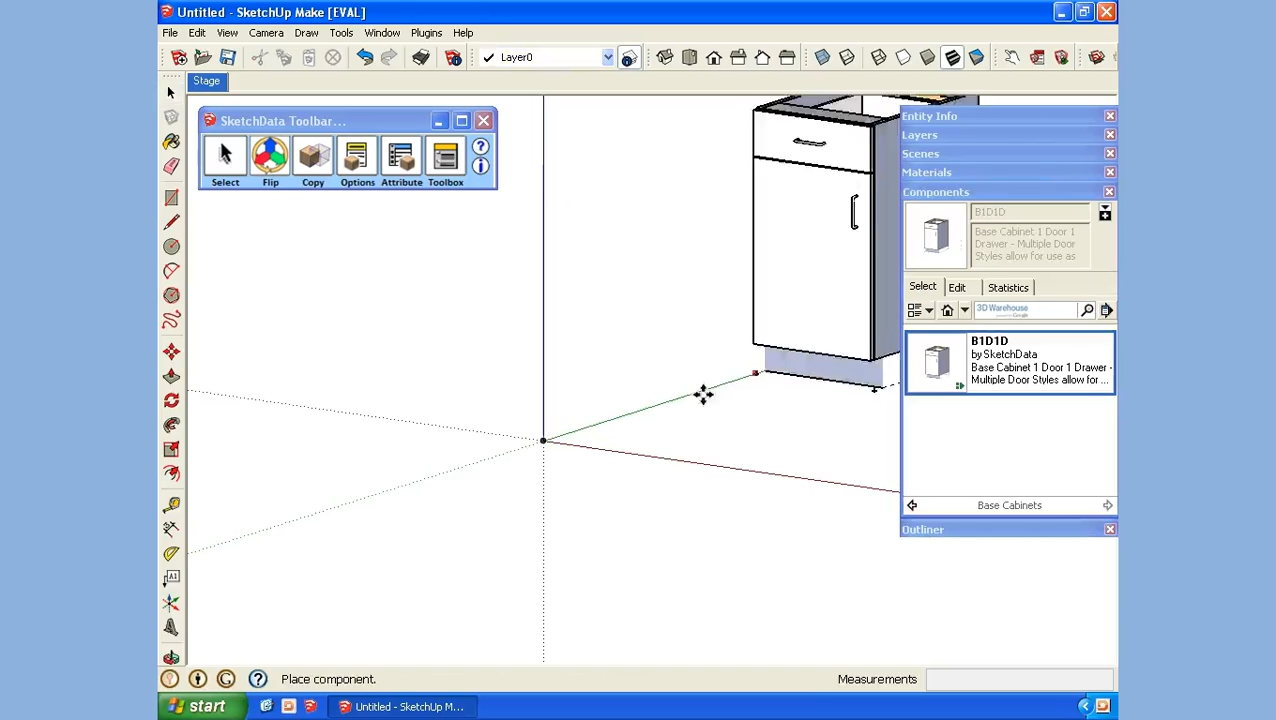 Untitled - SketchUp Make [EVAL]
File Edit View Camera Draw Tools Window Plugins Help
Layer0
Stage
SketchData Toolbar...
Select Flip Copy Options Attribute Toolbox
Entity Info
Layers
Scenes
Materials
Components
B1D1D
Base Cabinet 1 Door 1
Drawer - Multiple Door
Styles allow for use as
Select Edit Statistics
3D Warehouse
B1D1D
by SketchData
Base Cabinet 1 Door 1 Drawer -
Multiple Door Styles allow for ...
Base Cabinets
Outliner
Place component.
Measurements
start
Untitled - SketchUp M...